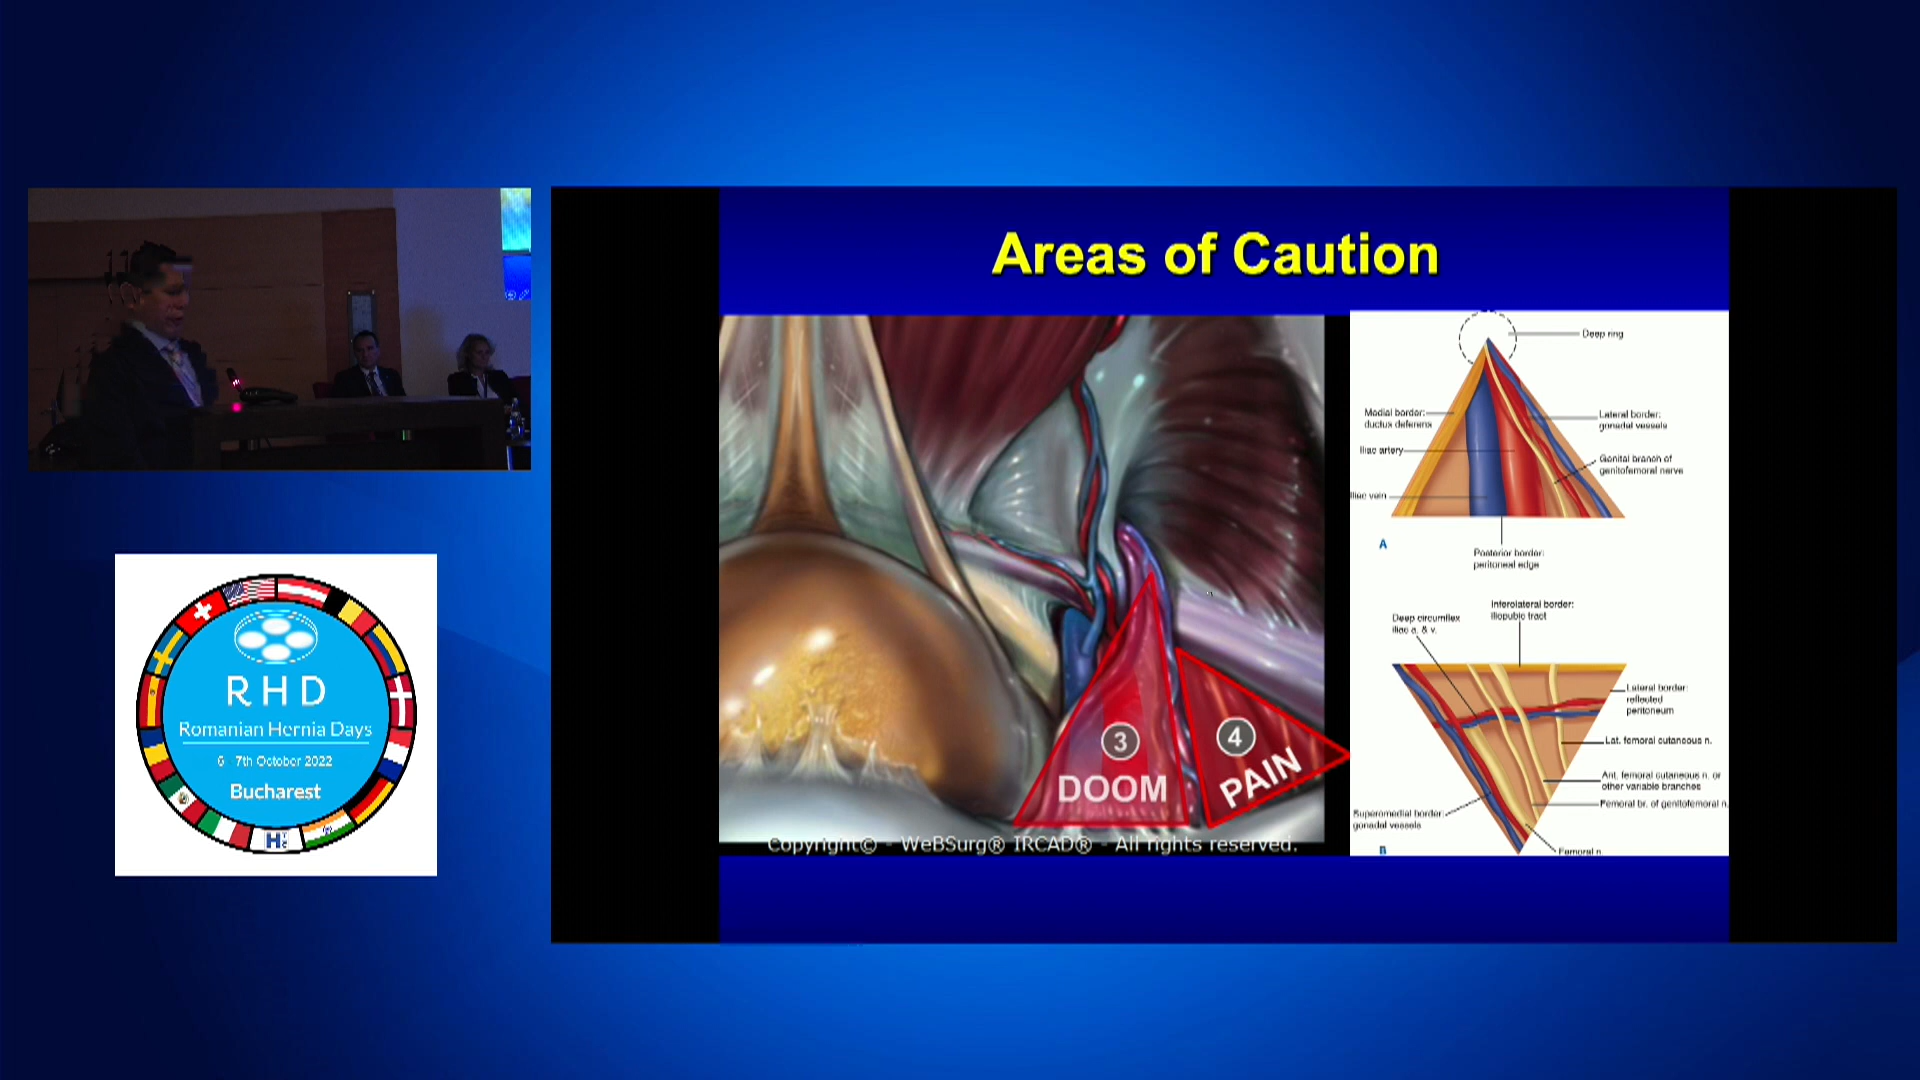 Areas of Caution
3
DOOM
4
PAIN
Copyright© - WeBSurg® IRCAD® - All rights reserved.
Deep ring
Medial border:
ductus deferens
Iliac artery
Iliac vein
Lateral border:
gonadal vessels
Genital branch of
genitofemoral nerve
A
Posterior border:
peritoneal edge
Deep circumflex
iliac a. & v.
Inferolateral border:
iliopubic tract
Lateral border:
reflected
peritoneum
Lat. femoral cutaneous n.
Ant. femoral cutaneous n. or
other variable branches
Femoral br. of genitofemoral n.
Superomedial border:
gonadal vessels
Femoral n.
B
RHD
Romanian Hernia Days
6 - 7th October 2022
Bucharest